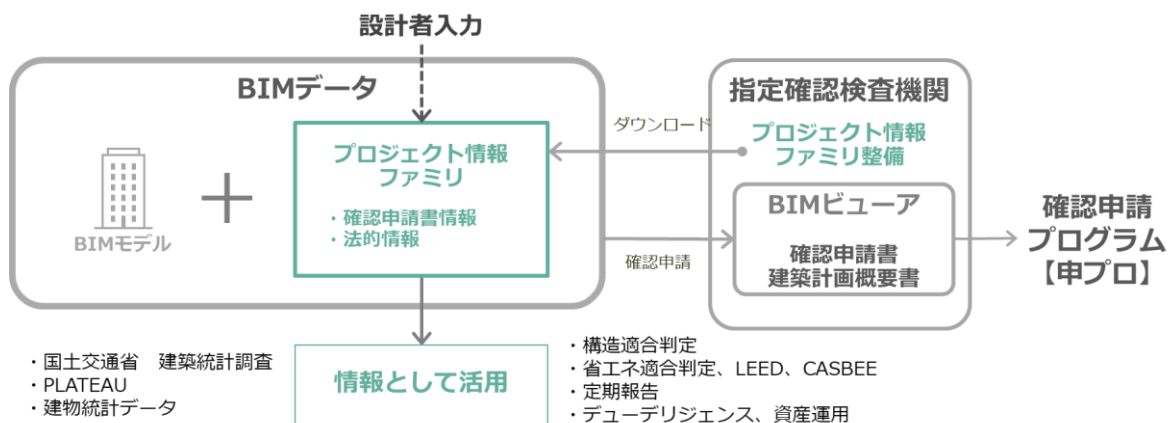 設計者入力
BIMデータ
BIMモデル
プロジェクト情報
ファミリ
・確認申請書情報
・法的情報
ダウンロード
確認申請
指定確認検査機関
プロジェクト情報
ファミリ整備
BIMビューア
確認申請書
建築計画概要書
確認申請
プログラム
【申プロ】
・国土交通省　建築統計調査
・PLATEAU
・建物統計データ
情報として活用
・構造適合判定
・省エネ適合判定、LEED、CASBEE
・定期報告
・デューデリジェンス、資産運用